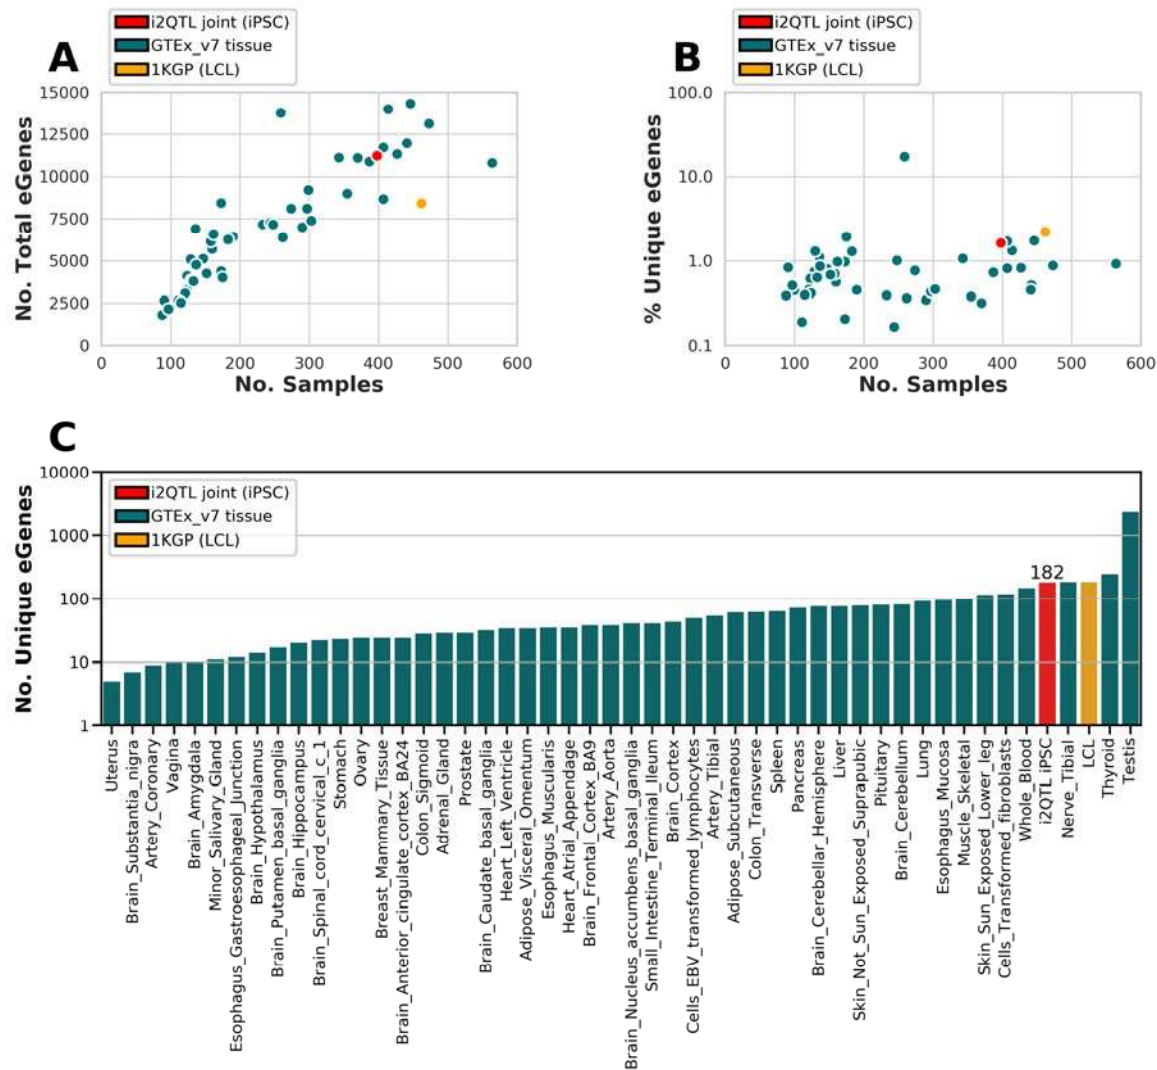 i2QTL joint (iPSC)
GTEx_v7 tissue
1KGP (LCL)
A
No. Total eGenes
15000
12500
10000
7500
5000
2500
0
0 100 200 300 400 500 600
No. Samples
i2QTL joint (iPSC)
GTEx_v7 tissue
1KGP (LCL)
B
% Unique eGenes
100.0
10.0
1.0
0.1
0 100 200 300 400 500 600
No. Samples
C
No. Unique eGenes
10000
1000
100
10
1
i2QTL joint (iPSC)
GTEx_v7 tissue
1KGP (LCL)
182
Uterus
Brain_Substantia_nigra
Artery_Coronary
Vagina
Brain_Amygdala
Minor_Salivary_Gland
Esophagus_Gastroesophageal_Junction
Brain_Hypothalamus
Brain_Putamen_basal_ganglia
Brain_Hippocampus
Brain_Spinal_cord_cervical_c_1
Stomach
Ovary
Breast_Mammary_Tissue
Brain_Anterior_cingulate_cortex_BA24
Colon_Sigmoid
Adrenal_Gland
Prostate
Brain_Caudate_basal_ganglia
Heart_Left_Ventricle
Adipose_Visceral_Omentum
Esophagus_Muscularis
Heart_Atrial_Appendage
Brain_Frontal_Cortex_BA9
Artery_Aorta
Brain_Nucleus_accumbens_basal_ganglia
Small_Intestine_Terminal_Ileum
Brain_Cortex
Cells_EBV_transformed_lymphocytes
Artery_Tibial
Adipose_Subcutaneous
Colon_Transverse
Spleen
Pancreas
Brain_Cerebellar_Hemisphere
Liver
Skin_Not_Sun_Exposed_Suprapubic
Pituitary
Brain_Cerebellum
Lung
Esophagus_Mucosa
Muscle_Skeletal
Skin_Sun_Exposed_Lower_leg
Cells_Transformed_fibroblasts
Whole_Blood
i2QTL_iPSC
Nerve_Tibial
LCL
Thyroid
Testis